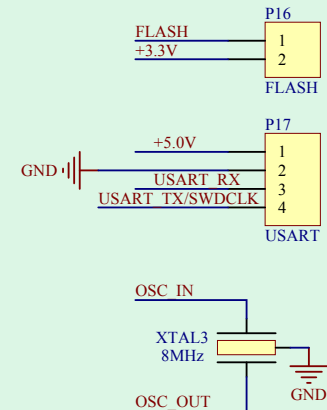 P16
FLASH 1
+3.3V 2
FLASH
P17
+5.0V 1
GND 2
USART_RX 3
USART_TX/SWDCLK 4
USART
OSC_IN
XTAL3
8MHz
GND
OSC_OUT